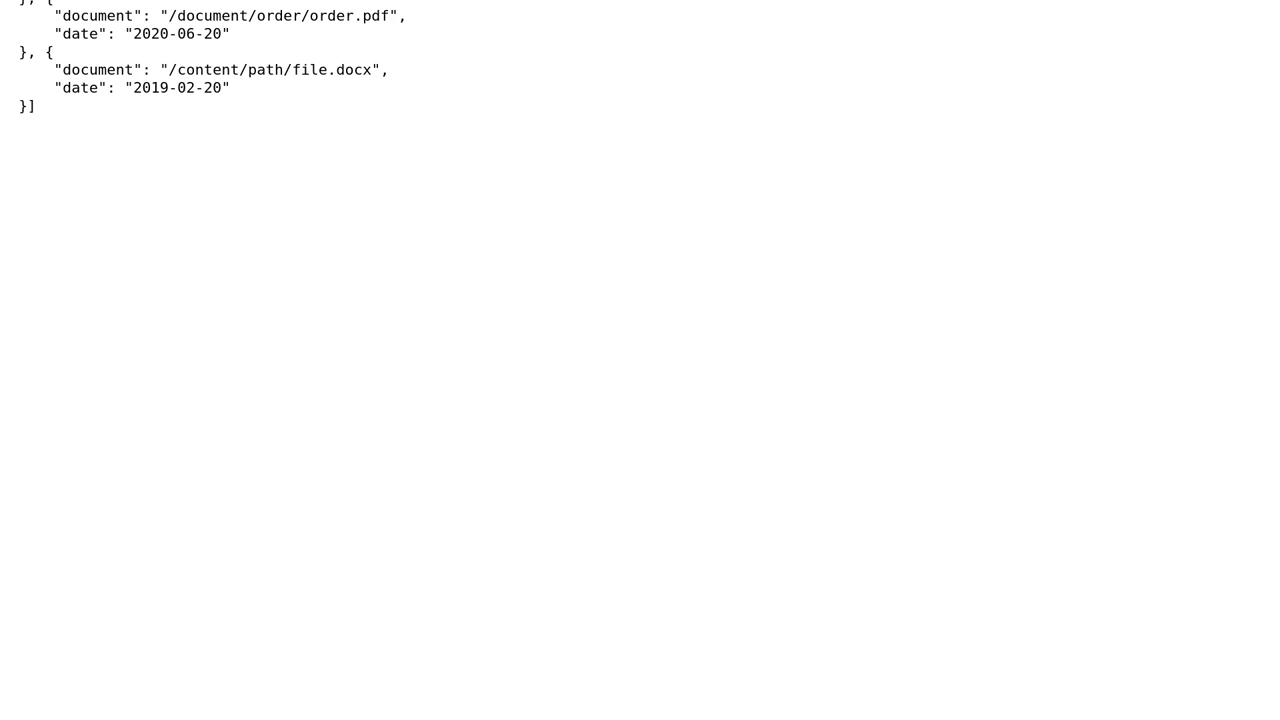 }, {
    "document": "/document/order/order.pdf",
    "date": "2020-06-20"
}, {
    "document": "/content/path/file.docx",
    "date": "2019-02-20"
}]